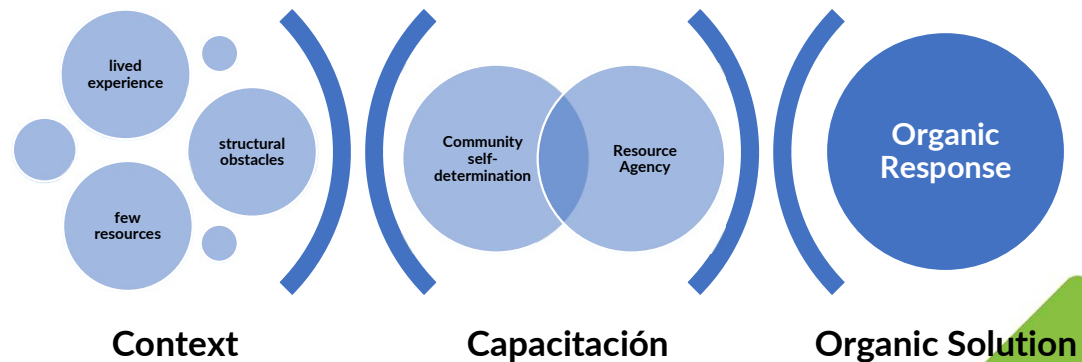 lived
experience
structural
obstacles
few
resources
Community
self-
determination
Resource
Agency
Organic
Response
Context
Capacitación
Organic Solution